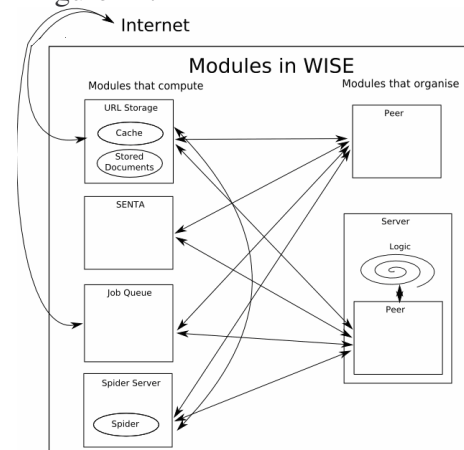 Internet
Modules in WISE
Modules that compute
Modules that organise
URL Storage
Cache
Stored
Documents
SENTA
Job Queue
Spider Server
Spider
Peer
Server
Logic
Peer